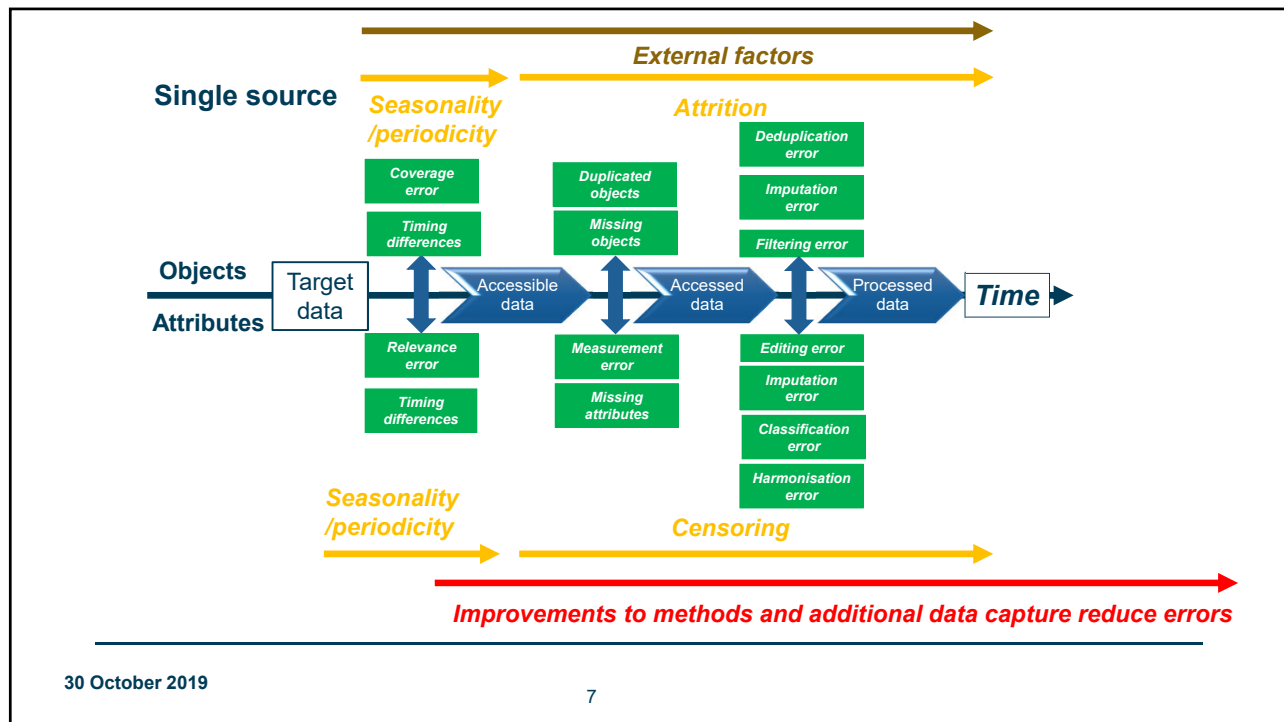 External factors
Single source
Seasonality
/periodicity
Attrition
Deduplication
error
Coverage
error
Duplicated
objects
Imputation
error
Timing
differences
Missing
objects
Filtering error
Objects
Attributes
Target
data
Accessible
data
Accessed
data
Processed
data
Time
Relevance
error
Measurement
error
Editing error
Timing
differences
Missing
attributes
Imputation
error
Classification
error
Harmonisation
error
Seasonality
/periodicity
Censoring
Improvements to methods and additional data capture reduce errors
30 October 2019
7